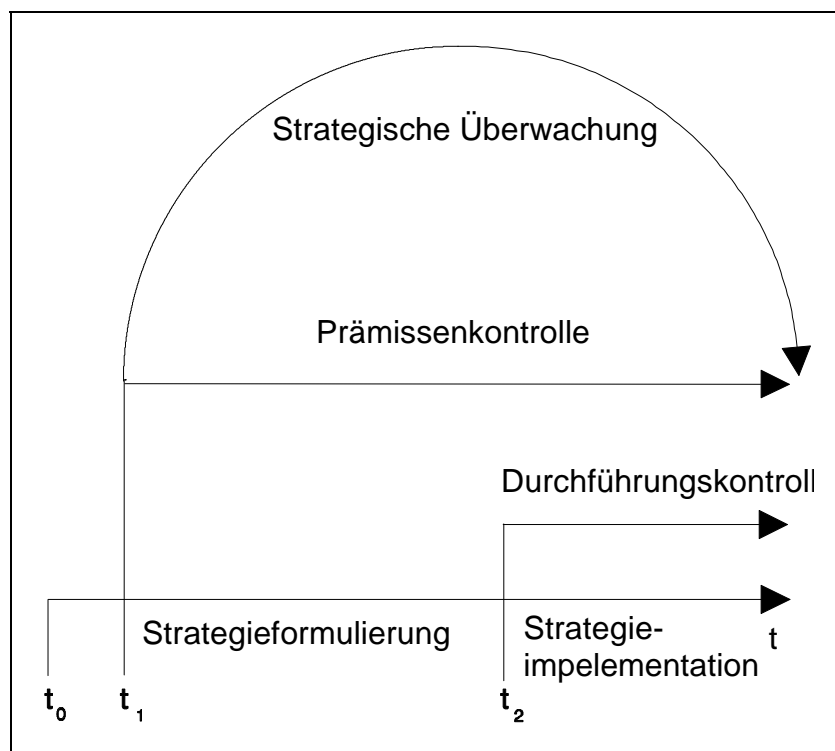 Strategische Überwachung
Prämissenkontrolle
Durchführungskontroll
Strategieformulierung
Strategie-
impelementation
t
t₀
t₁
t₂